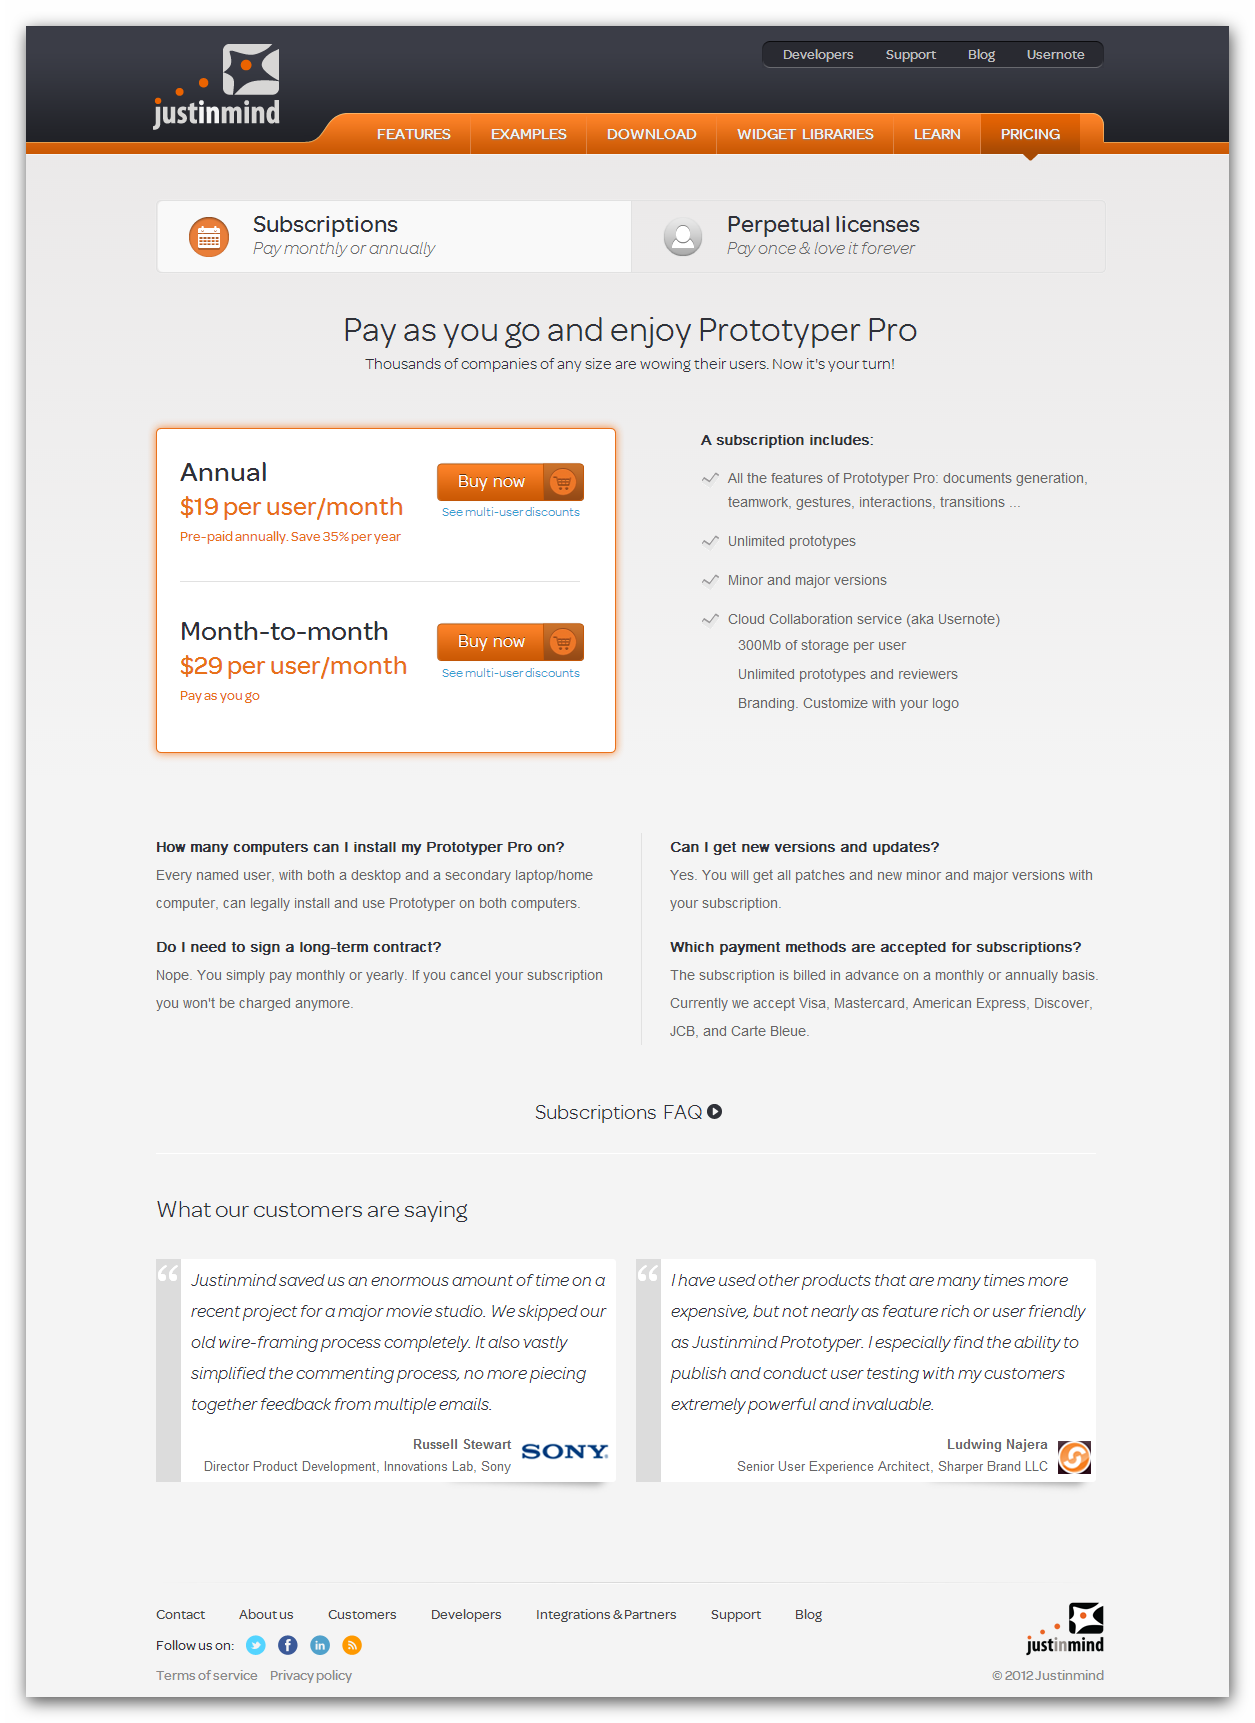 Developers Support Blog Usernote
justinmind
FEATURES EXAMPLES DOWNLOAD WIDGET LIBRARIES LEARN PRICING
Subscriptions
Pay monthly or annually
Perpetual licenses
Pay once & love it forever
Pay as you go and enjoy Prototyper Pro
Thousands of companies of any size are wowing their users. Now it's your turn!
Annual
$19 per user/month
Pre-paid annually. Save 35% per year
Buy now
See multi-user discounts
Month-to-month
$29 per user/month
Pay as you go
Buy now
See multi-user discounts
A subscription includes:
All the features of Prototyper Pro: documents generation,
teamwork, gestures, interactions, transitions ...
Unlimited prototypes
Minor and major versions
Cloud Collaboration service (aka Usernote)
300Mb of storage per user
Unlimited prototypes and reviewers
Branding. Customize with your logo
How many computers can I install my Prototyper Pro on?
Every named user, with both a desktop and a secondary laptop/home
computer, can legally install and use Prototyper on both computers.
Do I need to sign a long-term contract?
Nope. You simply pay monthly or yearly. If you cancel your subscription
you won't be charged anymore.
Can I get new versions and updates?
Yes. You will get all patches and new minor and major versions with
your subscription.
Which payment methods are accepted for subscriptions?
The subscription is billed in advance on a monthly or annually basis.
Currently we accept Visa, Mastercard, American Express, Discover,
JCB, and Carte Bleue.
Subscriptions FAQ
What our customers are saying
“
Justinmind saved us an enormous amount of time on a
recent project for a major movie studio. We skipped our
old wire-framing process completely. It also vastly
simplified the commenting process, no more piecing
together feedback from multiple emails.
Russell Stewart
Director Product Development, Innovations Lab, Sony
SONY
“
I have used other products that are many times more
expensive, but not nearly as feature rich or user friendly
as Justinmind Prototyper. I especially find the ability to
publish and conduct user testing with my customers
extremely powerful and invaluable.
Ludwing Najera
Senior User Experience Architect, Sharper Brand LLC
Contact About us Customers Developers Integrations & Partners Support Blog
Follow us on:
Terms of service Privacy policy
justinmind
© 2012 Justinmind